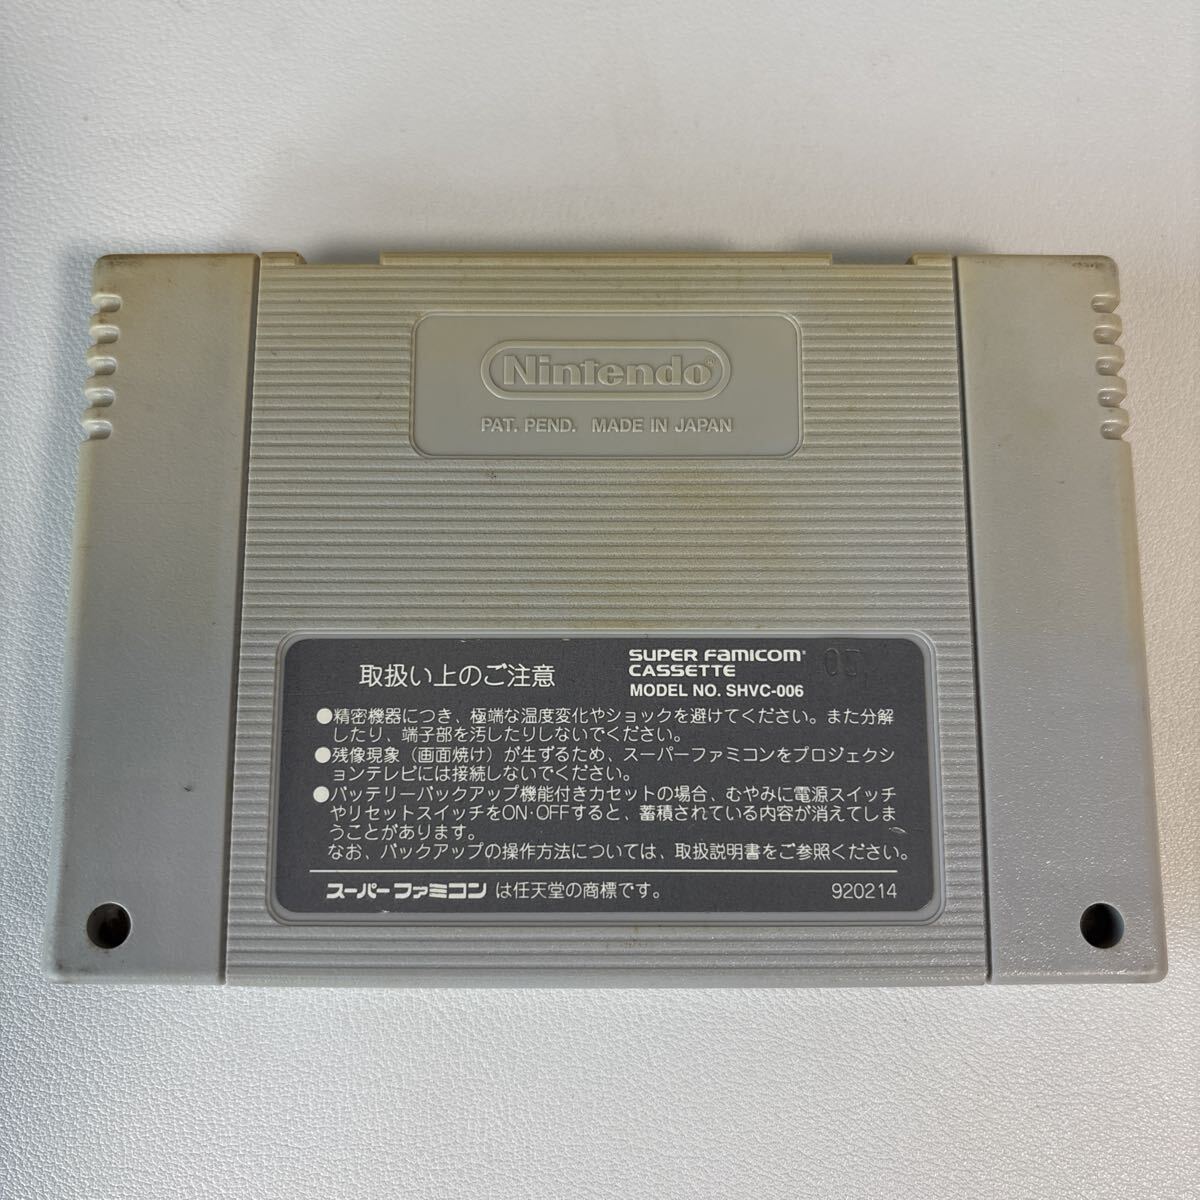 Nintendo®
PAT. PEND. MADE IN JAPAN
取扱い上のご注意
SUPER FAMICOM®
CASSETTE
MODEL NO. SHVC-006
●精密機器につき、極端な温度変化やショックを避けてください。また分解
したり、端子部を汚したりしないでください。
●残像現象（画面焼け）が生ずるため、スーパーファミコンをプロジェクシ
ョンテレビには接続しないでください。
●バッテリーバックアップ機能付きカセットの場合、むやみに電源スイッチ
やリセットスイッチをON·OFFすると、蓄積されている内容が消えてしま
うことがあります。
なお、バックアップの操作方法については、取扱説明書をご参照ください。
スーパーファミコンは任天堂の商標です。
920214